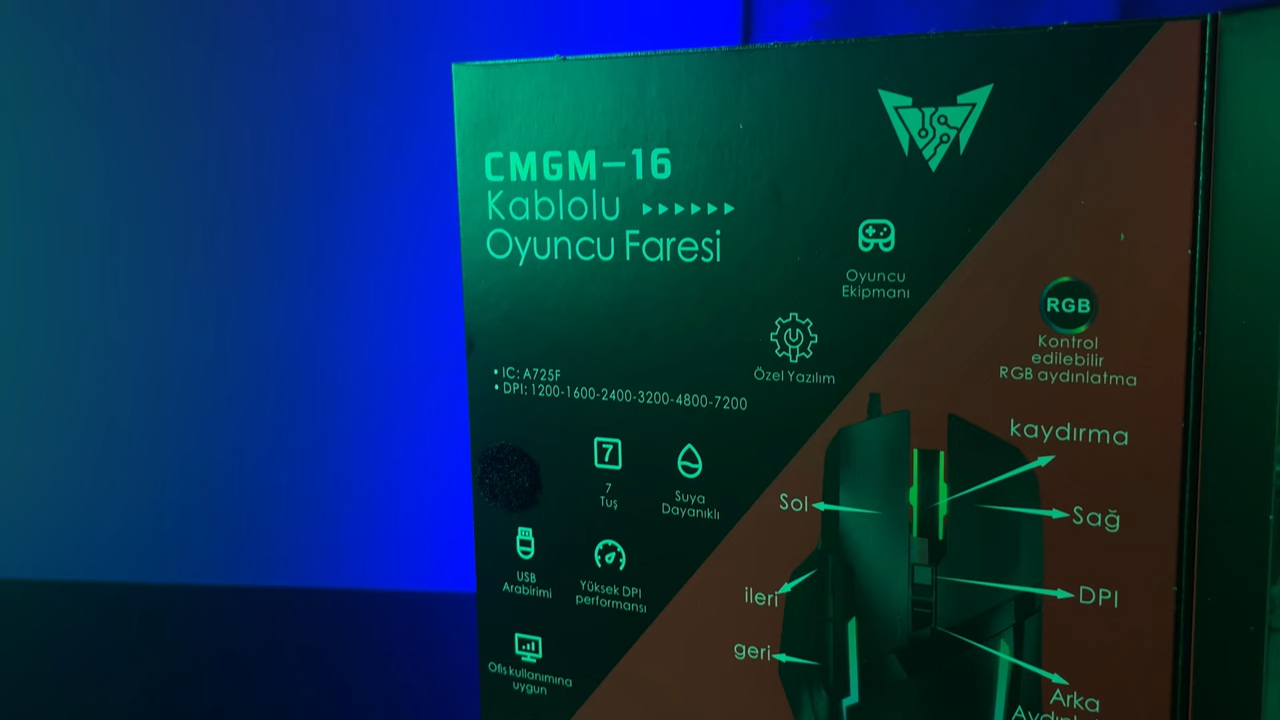 CMGM-16
Kablolu
Oyuncu Faresi
Oyuncu
Ekipmanı
Özel Yazılım
RGB
Kontrol
edilebilir
RGB aydınlatma
• IC: A725F
• DPI: 1200-1600-2400-3200-4800-7200
7
7
Tuş
Suya
Dayanıklı
USB
Arabirimi
Yüksek DPI
performansı
Ofis kullanımına
uygun
kaydırma
Sol
Sağ
ileri
DPI
geri
Arka